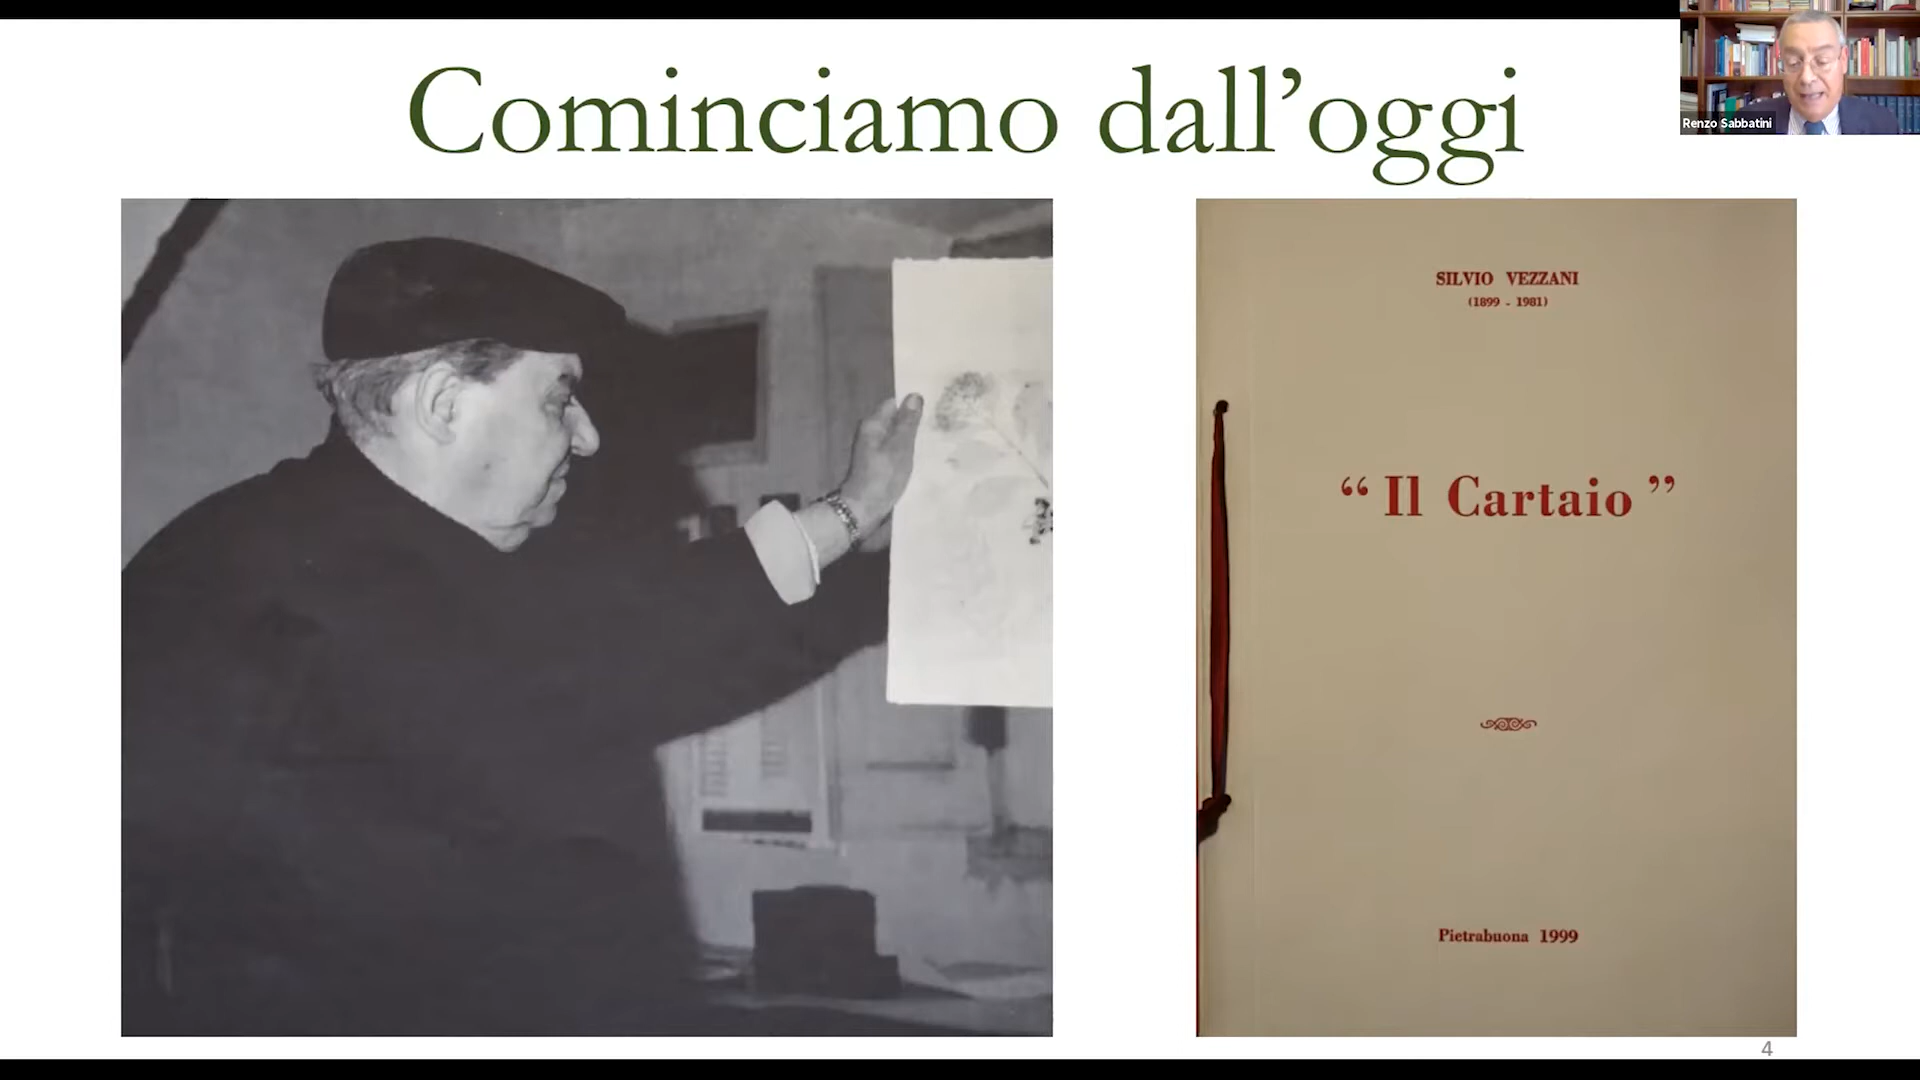 Cominciamo dall’oggi
Renzo Sabbatini
SILVIO VEZZANI
(1899 - 1981)
“ Il Cartaio ”
Pietrabuona 1999
4